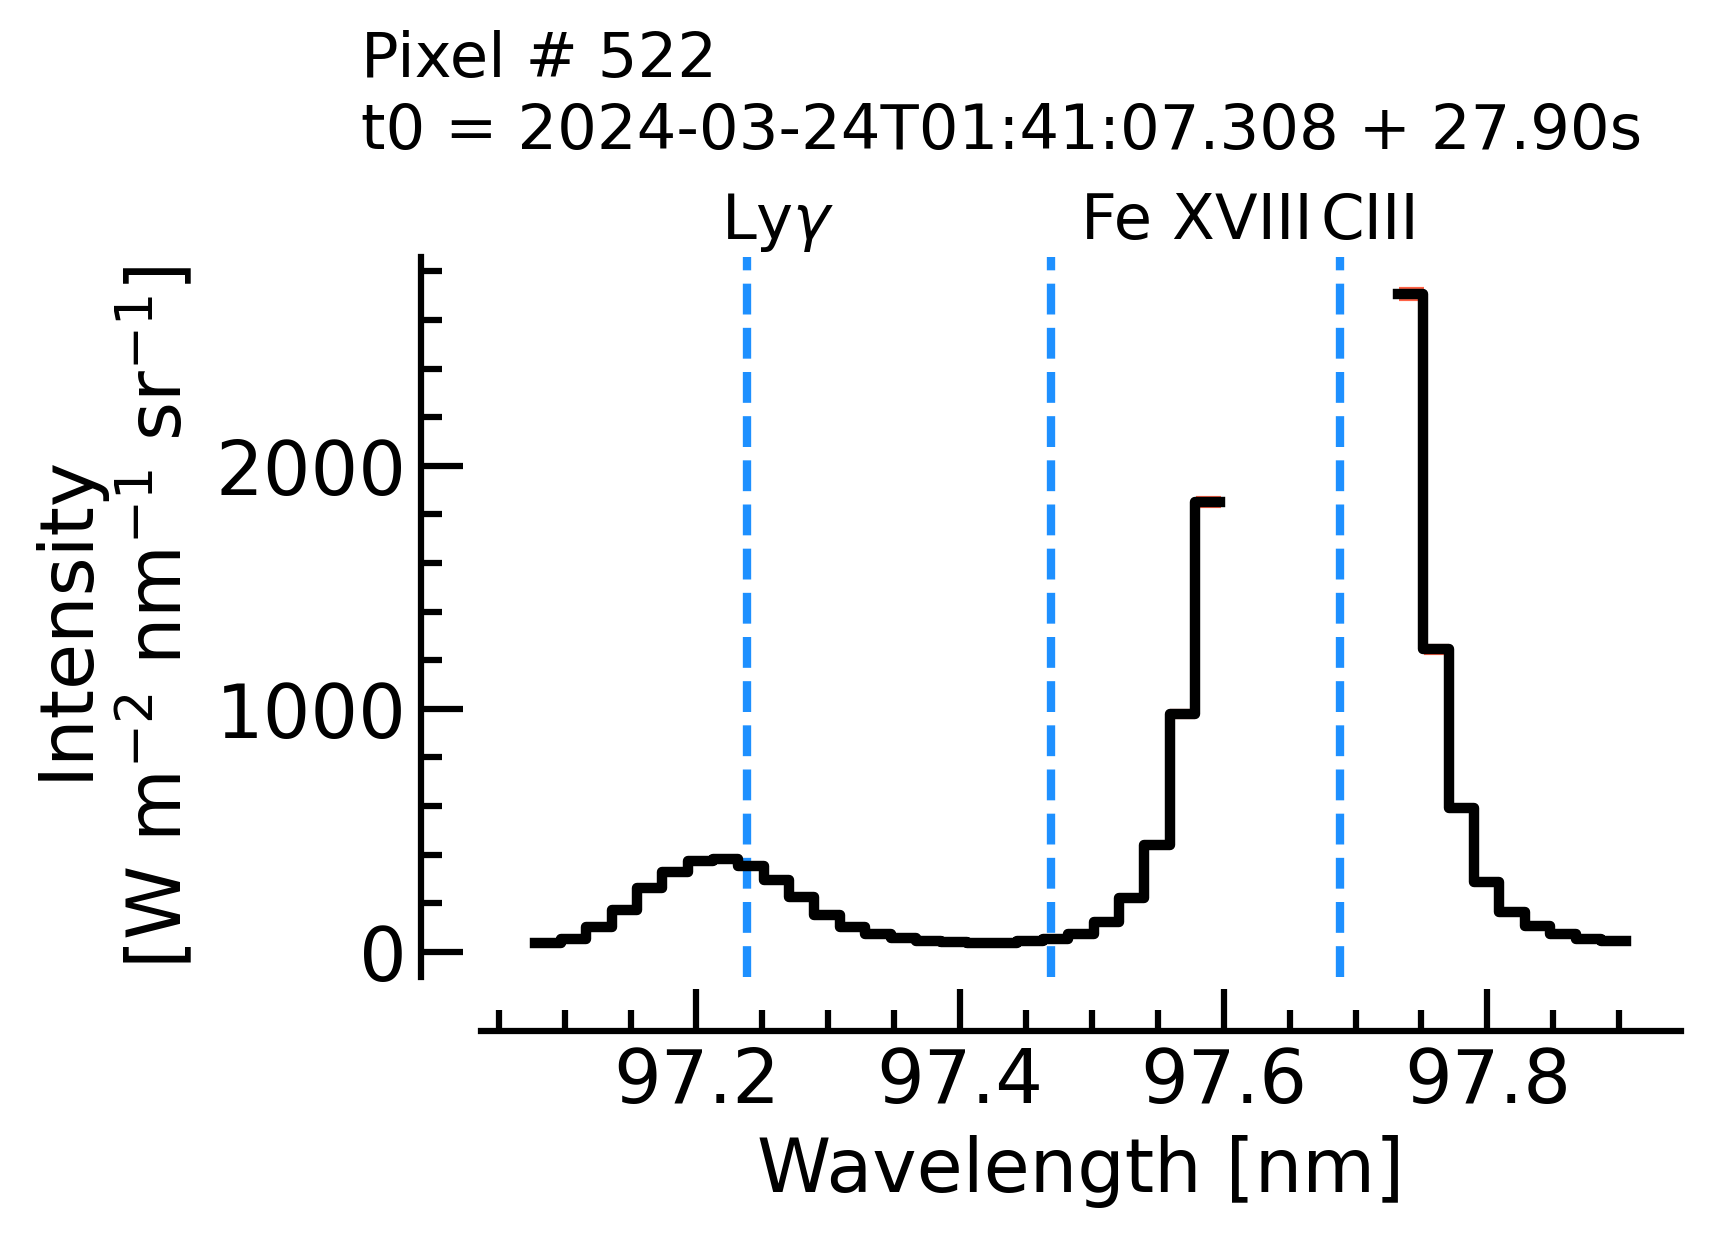 Pixel # 522
t0 = 2024-03-24T01:41:07.308 + 27.90s
Lyγ Fe XVIII CIII
Intensity
[W m⁻² nm⁻¹ sr⁻¹]
2000
1000
0
97.2 97.4 97.6 97.8
Wavelength [nm]